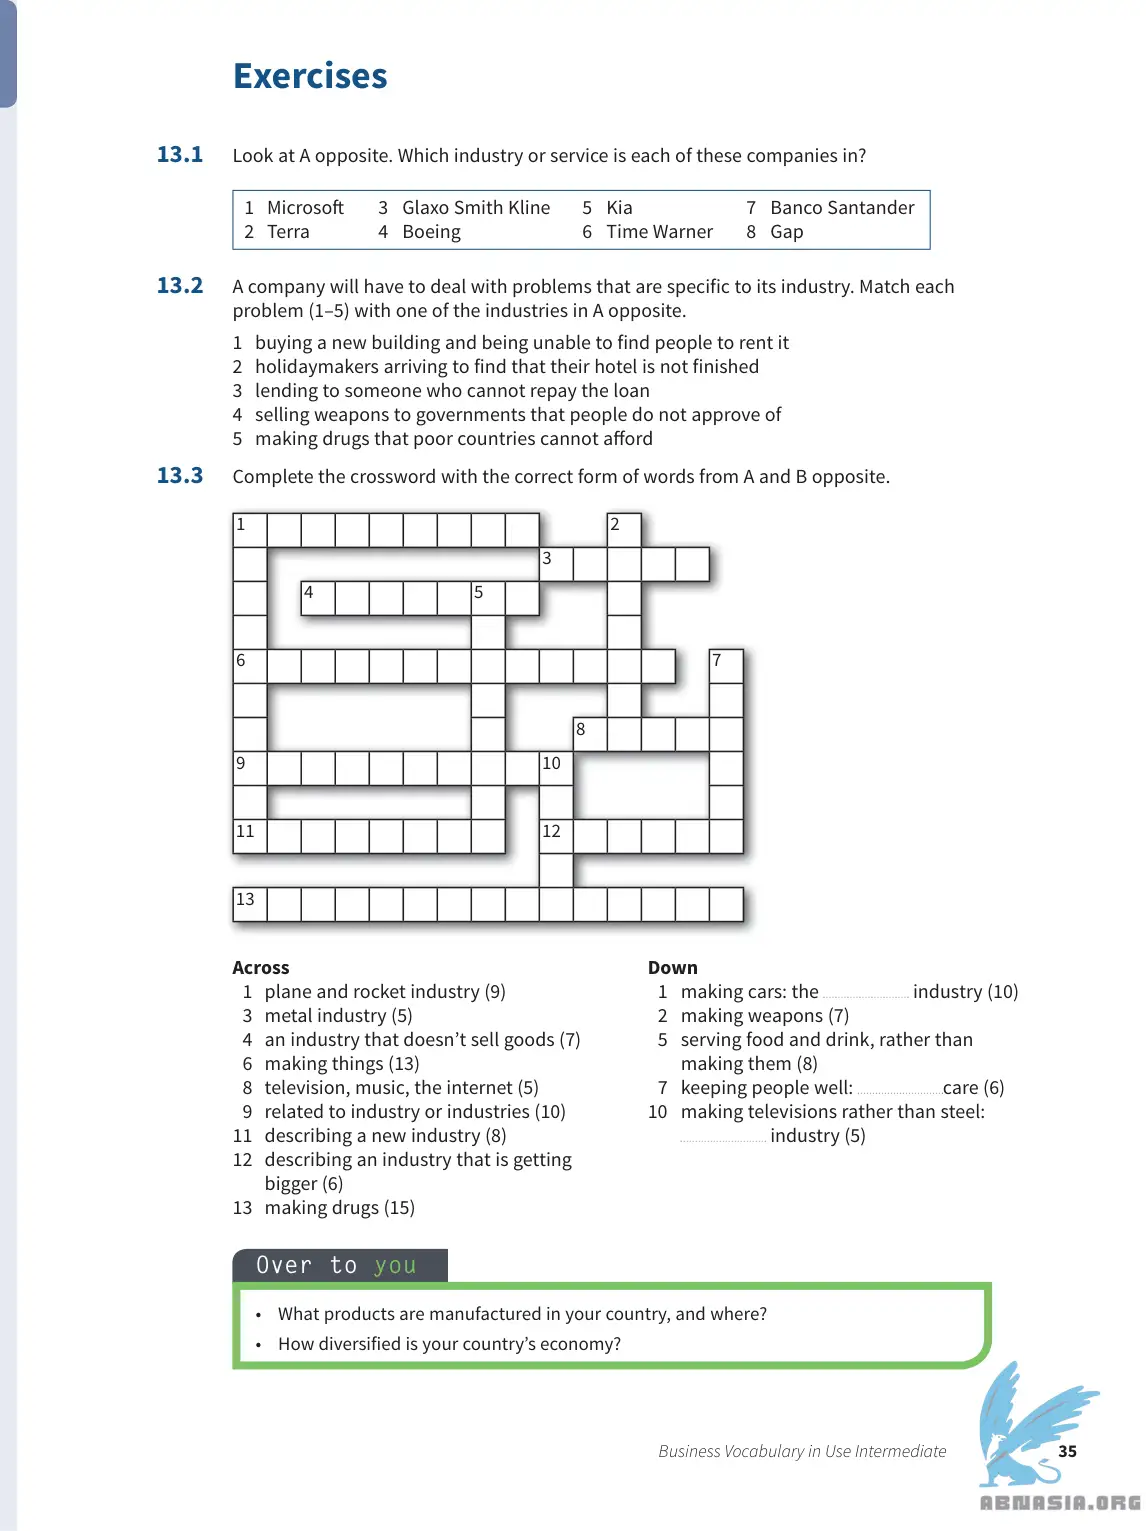 Exercises
13.1 Look at A opposite. Which industry or service is each of these companies in?
1 Microsoft 3 Glaxo Smith Kline 5 Kia 7 Banco Santander
2 Terra 4 Boeing 6 Time Warner 8 Gap
13.2 A company will have to deal with problems that are specific to its industry. Match each
problem (1–5) with one of the industries in A opposite.
1 buying a new building and being unable to find people to rent it
2 holidaymakers arriving to find that their hotel is not finished
3 lending to someone who cannot repay the loan
4 selling weapons to governments that people do not approve of
5 making drugs that poor countries cannot afford
13.3 Complete the crossword with the correct form of words from A and B opposite.
1 2
3
4 5
6 7
8
9 10
11 12
13
Across
1 plane and rocket industry (9)
3 metal industry (5)
4 an industry that doesn’t sell goods (7)
6 making things (13)
8 television, music, the internet (5)
9 related to industry or industries (10)
11 describing a new industry (8)
12 describing an industry that is getting
bigger (6)
13 making drugs (15)
Down
1 making cars: the .............................. industry (10)
2 making weapons (7)
5 serving food and drink, rather than
making them (8)
7 keeping people well: ..............................care (6)
10 making televisions rather than steel:
.............................. industry (5)
Over to you
• What products are manufactured in your country, and where?
• How diversified is your country’s economy?
Business Vocabulary in Use Intermediate 35
ABNASIA.ORG